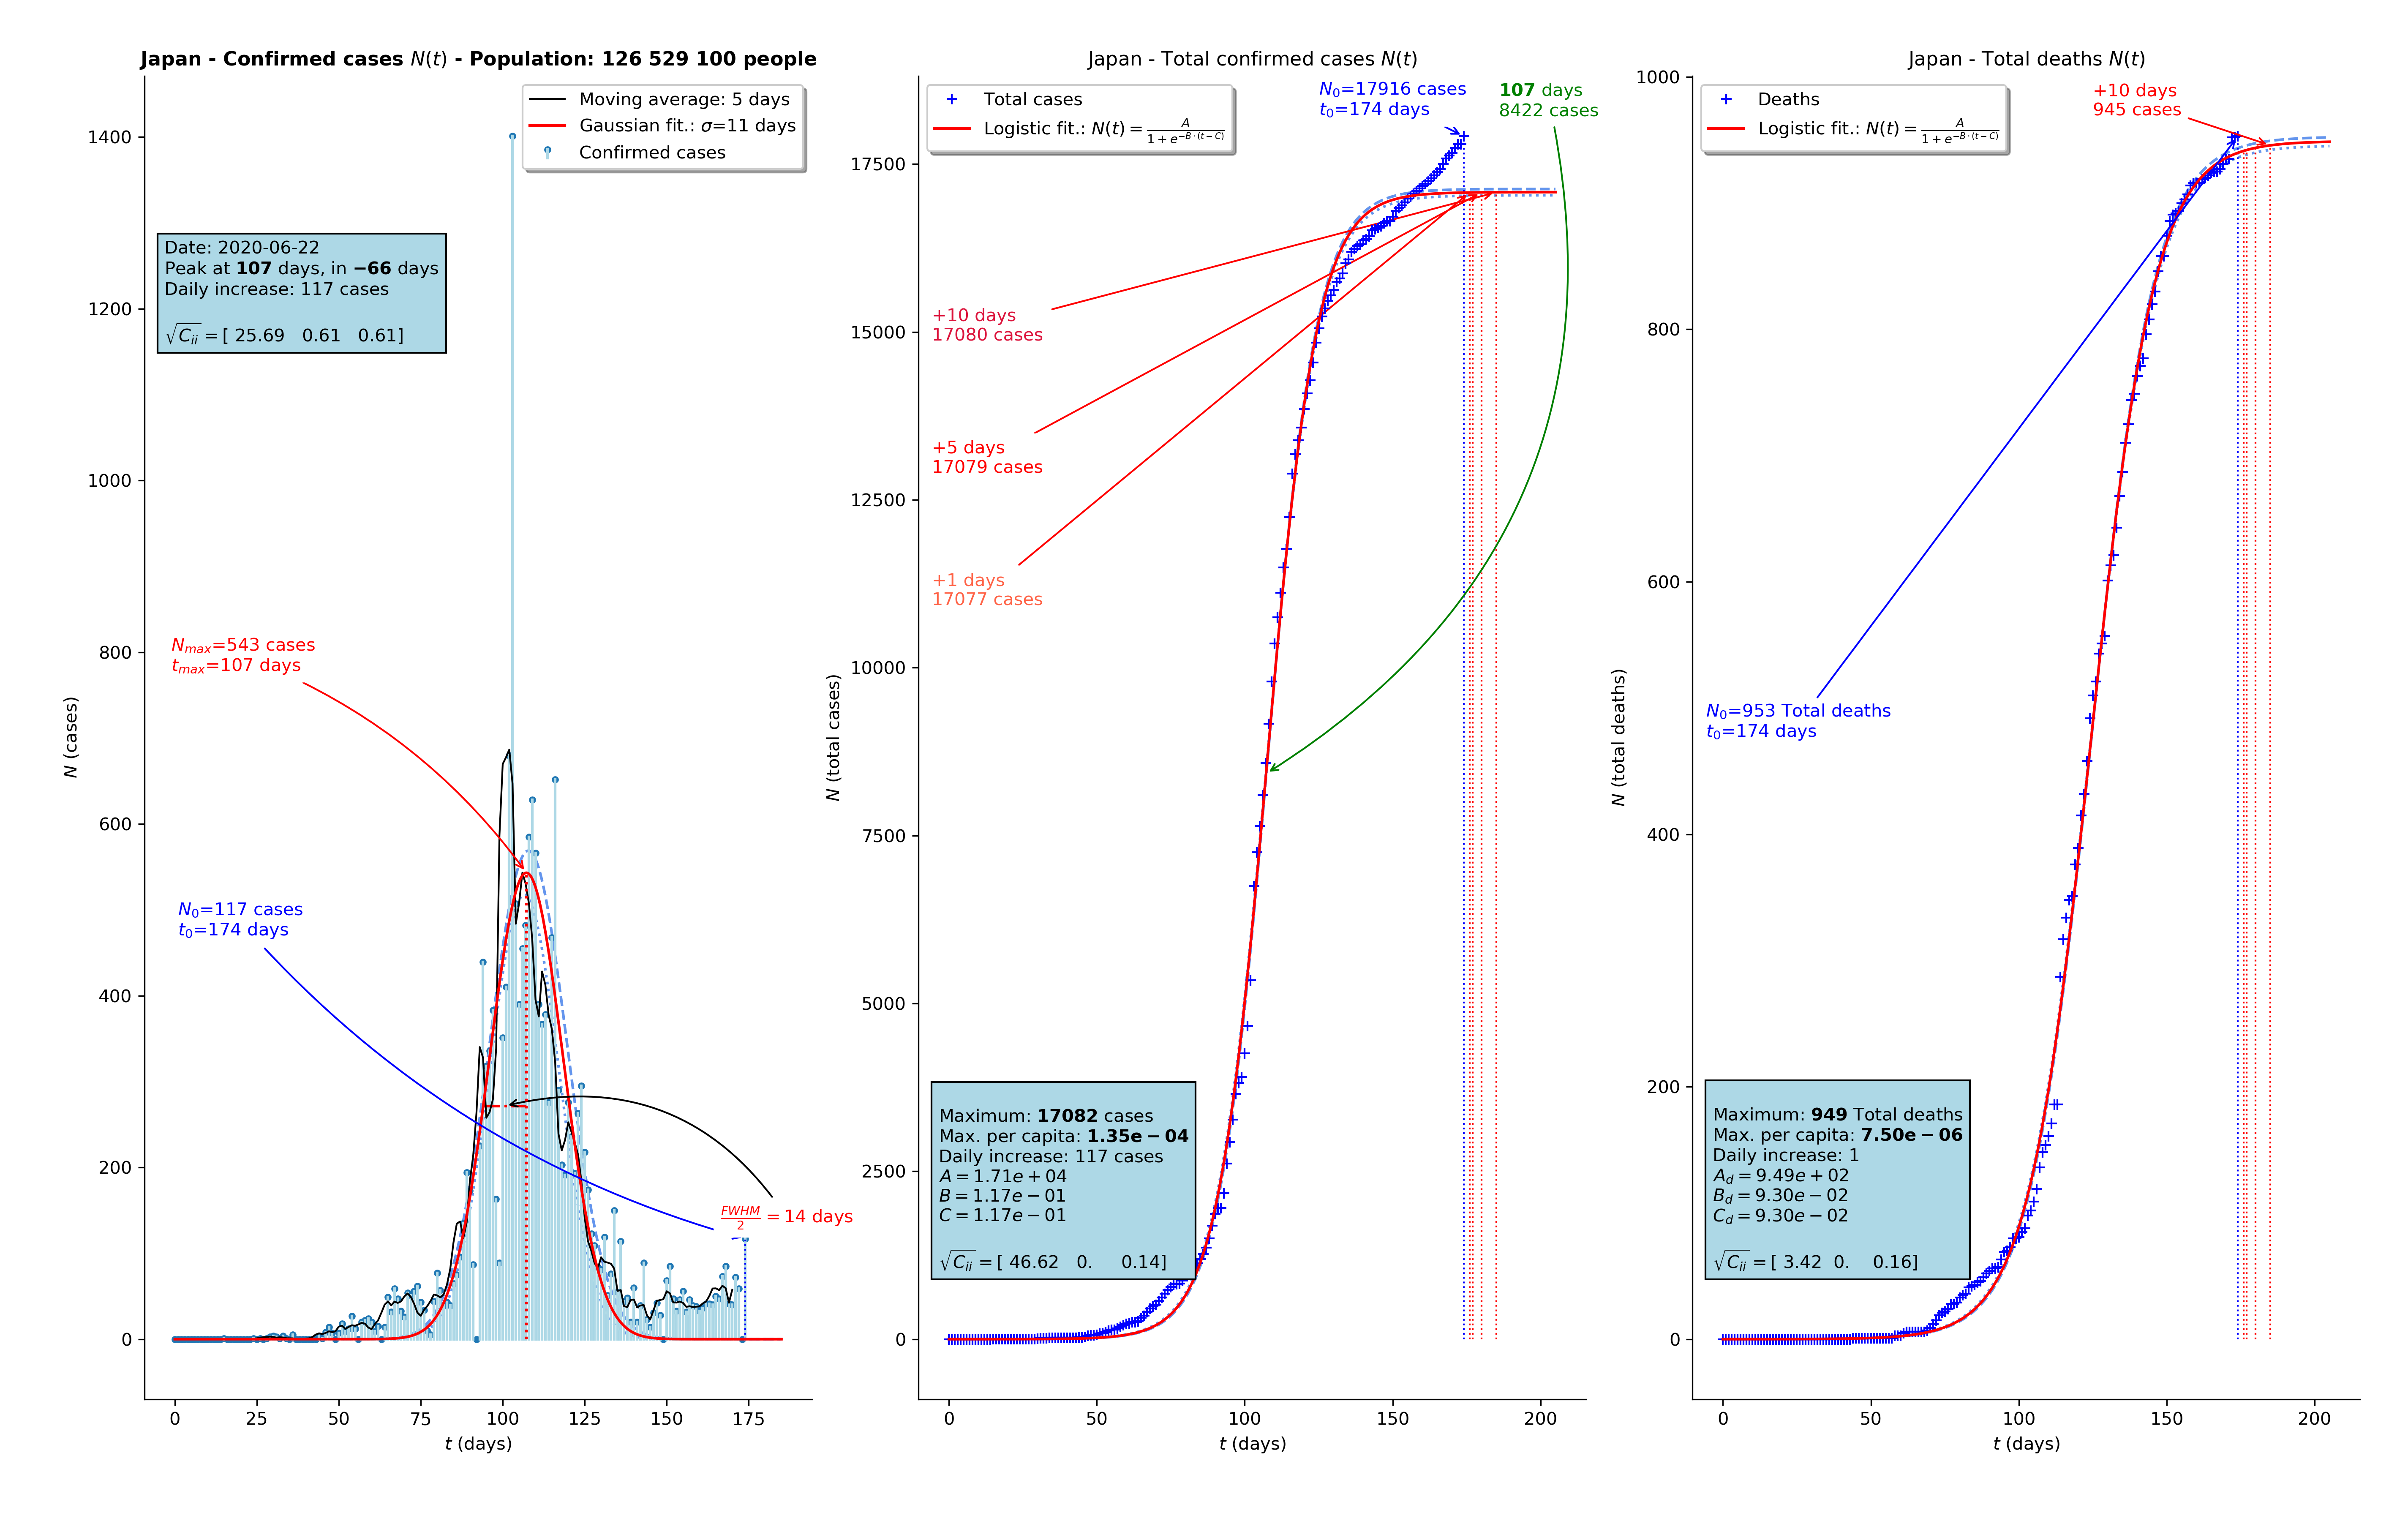 Japan - Confirmed cases N(t) - Population: 126 529 100 people
Moving average: 5 days
Gaussian fit.: σ=11 days
Confirmed cases
Date: 2020-06-22
Peak at 107 days, in −66 days
Daily increase: 117 cases
√C_ii = [ 25.69 0.61 0.61]
N_max=543 cases
t_max=107 days
N_0=117 cases
t_0=174 days
FWHM/2 = 14 days
N (cases)
1400
1200
1000
800
600
400
200
0
0 25 50 75 100 125 150 175
t (days)
Japan - Total confirmed cases N(t)
Total cases
Logistic fit.: N(t) = A/(1 + e^(−B·(t−C)))
N_0=17916 cases
t_0=174 days
107 days
8422 cases
+10 days
17080 cases
+5 days
17079 cases
+1 days
17077 cases
Maximum: 17082 cases
Max. per capita: 1.35e − 04
Daily increase: 117 cases
A = 1.71e + 04
B = 1.17e − 01
C = 1.17e − 01
√C_ii = [ 46.62 0. 0.14]
N (total cases)
17500
15000
12500
10000
7500
5000
2500
0
0 50 100 150 200
t (days)
Japan - Total deaths N(t)
Deaths
Logistic fit.: N(t) = A/(1 + e^(−B·(t−C)))
+10 days
945 cases
N_0=953 Total deaths
t_0=174 days
Maximum: 949 Total deaths
Max. per capita: 7.50e − 06
Daily increase: 1
A_d = 9.49e + 02
B_d = 9.30e − 02
C_d = 9.30e − 02
√C_ii = [ 3.42 0. 0.16]
N (total deaths)
1000
800
600
400
200
0
0 50 100 150 200
t (days)